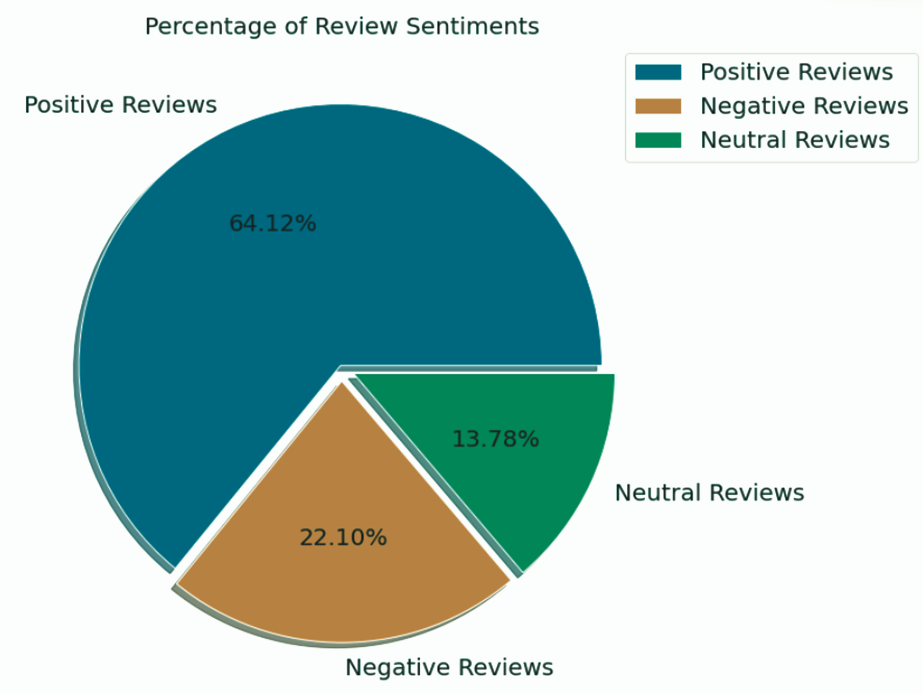 Percentage of Review Sentiments
Positive Reviews
Negative Reviews
Neutral Reviews
Positive Reviews
64.12%
13.78%
Neutral Reviews
22.10%
Negative Reviews